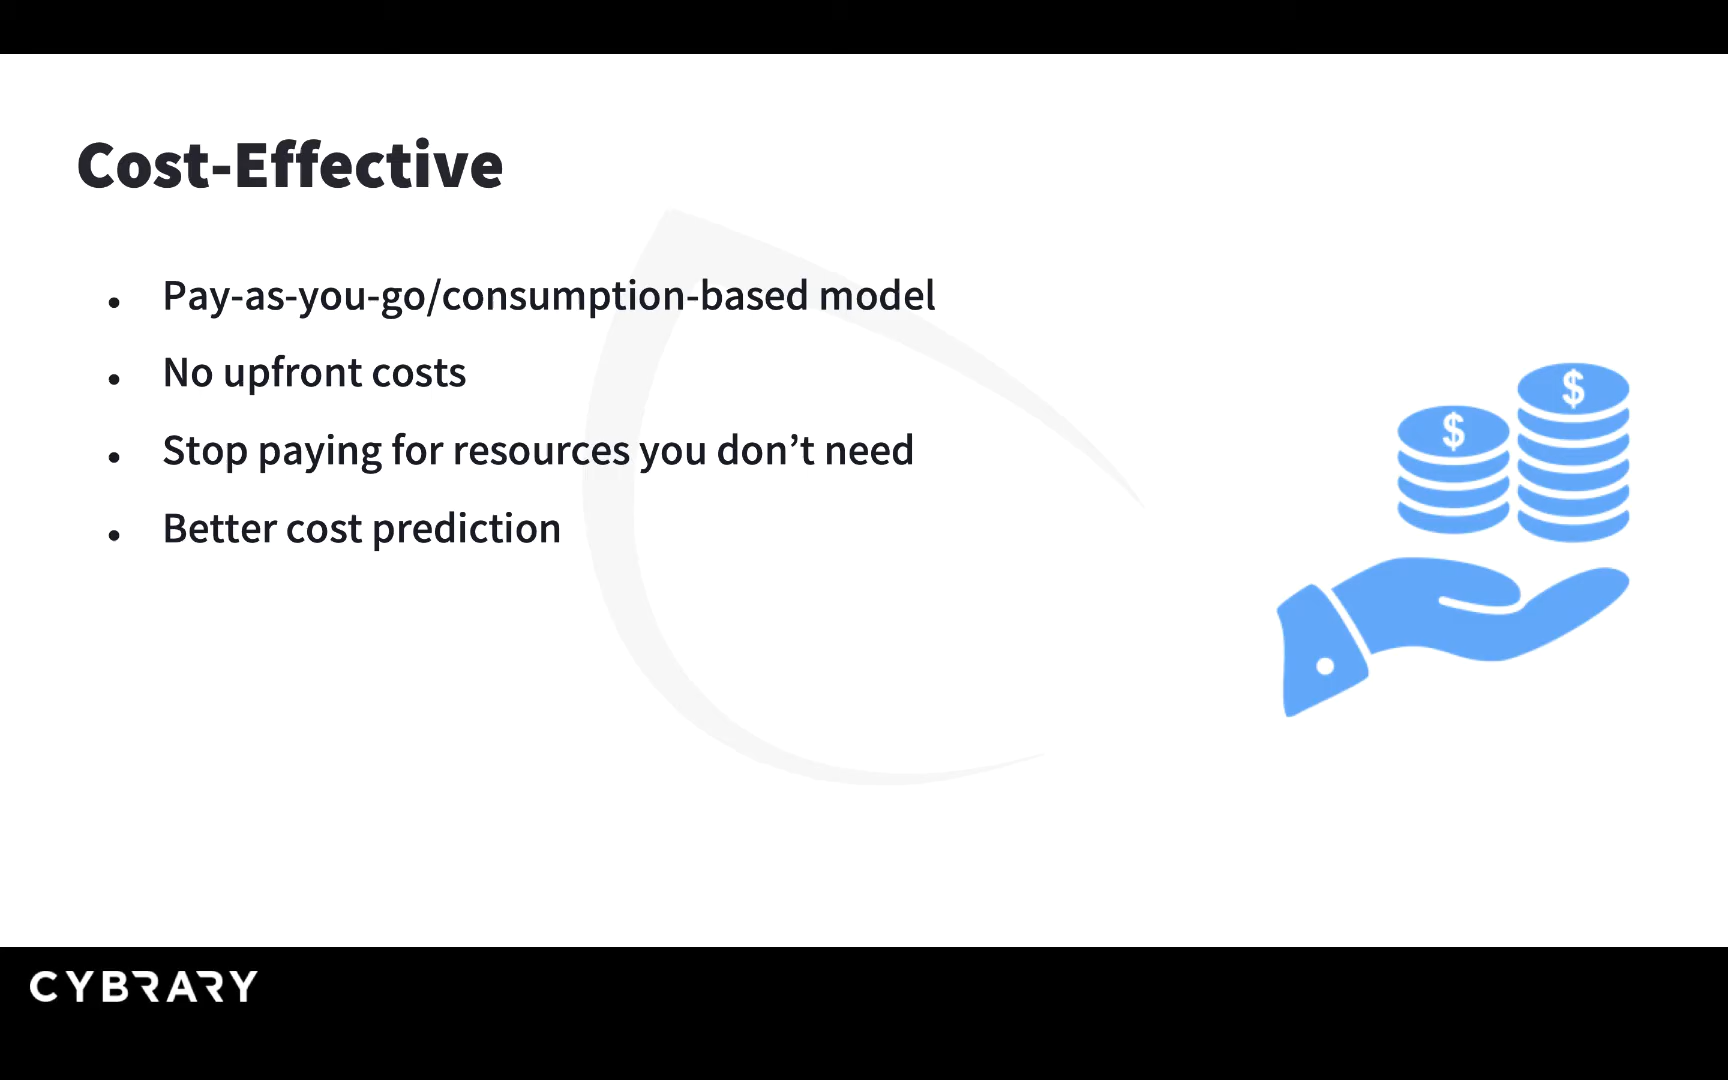 Cost-Effective
• Pay-as-you-go/consumption-based model
• No upfront costs
• Stop paying for resources you don’t need
• Better cost prediction
$
$
CYBRARY